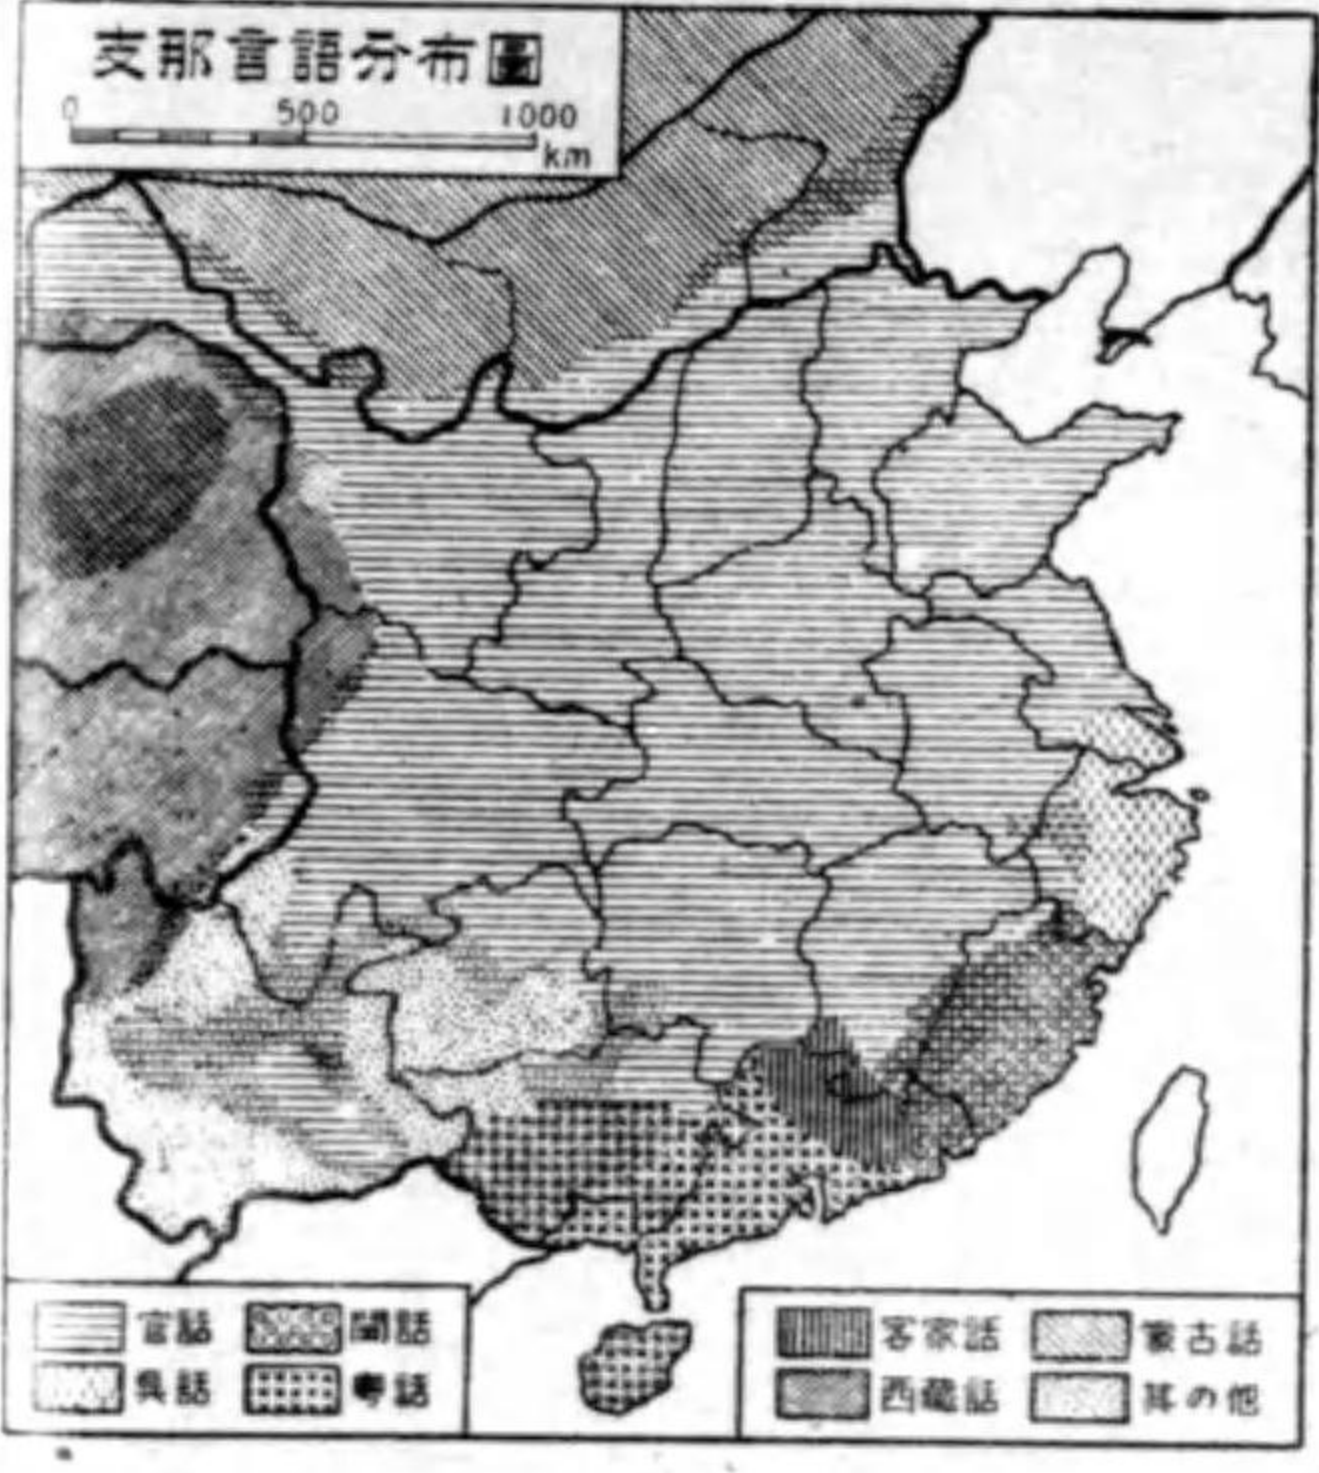 支那言語分布圖
0 500 1000
km
官話 閩話
呉話 粤話
客家話 蒙古話
西藏話 其の他